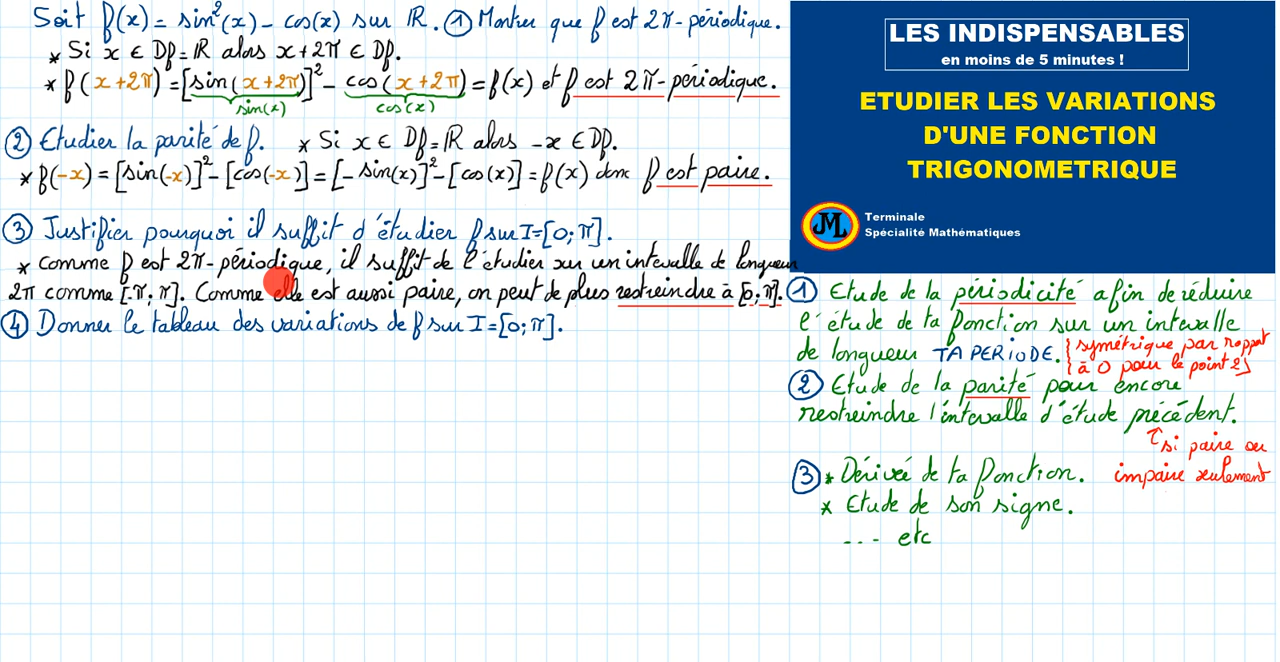 Soit f(x) = sin²(x) - cos(x) sur ℝ. ① Montrer que f est 2π-périodique.
* Si x ∈ Df = ℝ alors x+2π ∈ Df.
* f(x+2π) = [sin(x+2π)]² - cos(x+2π) = f(x) et f est 2π-périodique.
sin(x) cos(x)
② Etudier la parité de f. * Si x ∈ Df = ℝ alors -x ∈ Df.
* f(-x) = [sin(-x)]² - [cos(-x)] = [-sin(x)]² - [cos(x)] = f(x) donc f est paire.
③ Justifier pourquoi il suffit d'étudier f sur I = [0; π].
* comme f est 2π-périodique, il suffit de l'étudier sur un intervalle de longueur
2π comme [-π; π]. Comme elle est aussi paire, on peut de plus restreindre à [0; π].
④ Donner le tableau des variations de f sur I = [0; π].
LES INDISPENSABLES
en moins de 5 minutes !
ETUDIER LES VARIATIONS
D'UNE FONCTION
TRIGONOMETRIQUE
JML
Terminale
Spécialité Mathématiques
① Etude de la périodicité afin de réduire
l'étude de ta fonction sur un intervalle
de longueur TA PERIODE. {symétrique par rapport
à 0 pour le point 2}
② Etude de la parité pour encore
restreindre l'intervalle d'étude précédent.
↑ si paire ou
impaire seulement
③ * Dérivée de ta fonction.
* Etude de son signe.
.... etc